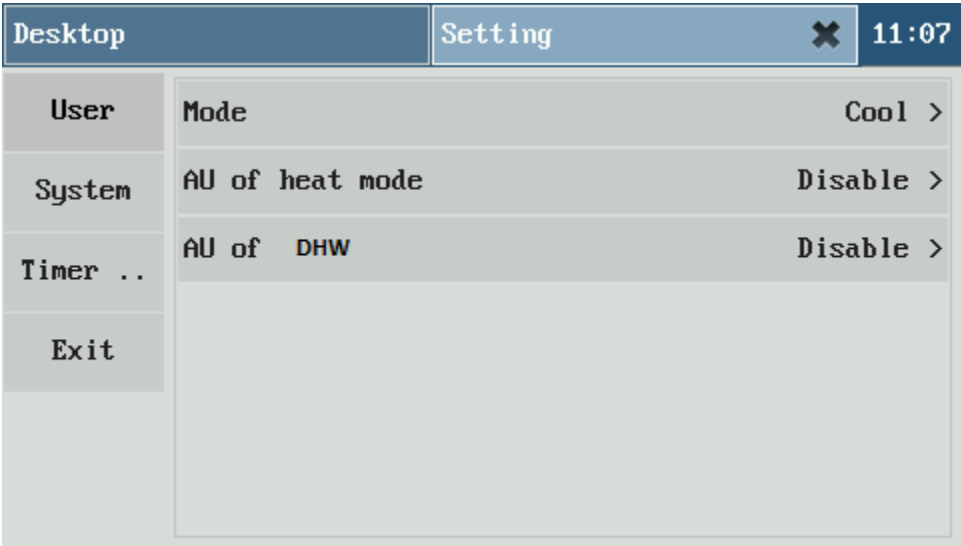 Desktop Setting 11:07
User
System
Timer ..
Exit
Mode Cool >
AU of heat mode Disable >
AU of DHW Disable >